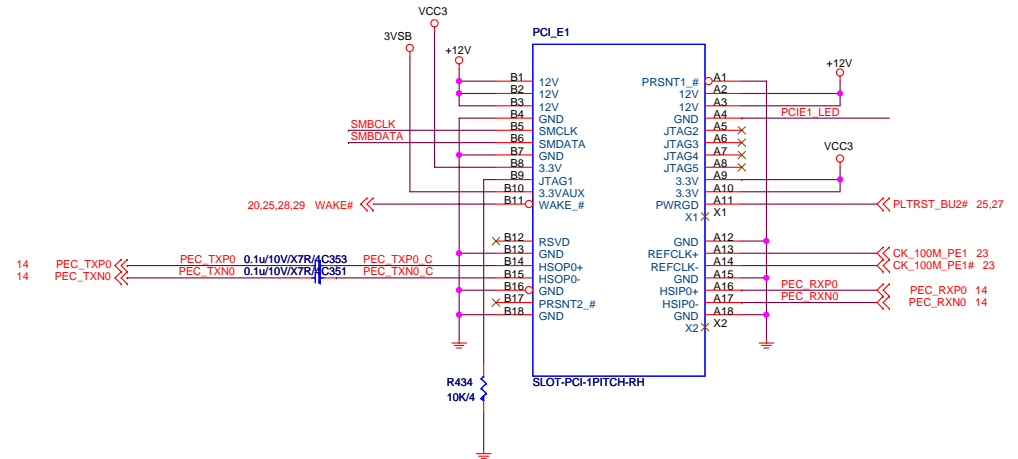 VCC3
3VSB
+12V
PCI_E1
+12V
B1 12V PRSNT1_# A1
B2 12V 12V A2
B3 12V 12V A3
B4 GND GND A4 PCIE1_LED
SMBCLK B5 SMCLK JTAG2 A5
SMBDATA B6 SMDATA JTAG3 A6
B7 GND JTAG4 A7
B8 3.3V JTAG5 A8
VCC3
B9 JTAG1 3.3V A9
B10 3.3VAUX 3.3V A10
20,25,28,29 WAKE# B11 WAKE_# PWRGD A11 PLTRST_BU2# 25,27
X1 X1
B12 RSVD GND A12
B13 GND REFCLK+ A13 CK_100M_PE1 23
14 PEC_TXP0 PEC_TXP0 0.1u/10V/X7R/4C353 PEC_TXP0_C B14 HSOP0+ REFCLK- A14 CK_100M_PE1# 23
14 PEC_TXN0 PEC_TXN0 0.1u/10V/X7R/4C351 PEC_TXN0_C B15 HSOP0- GND A15
B16 GND HSIP0+ A16 PEC_RXP0 PEC_RXP0 14
B17 PRSNT2_# HSIP0- A17 PEC_RXN0 PEC_RXN0 14
B18 GND GND A18
X2 X2
R434
10K/4
SLOT-PCI-1PITCH-RH